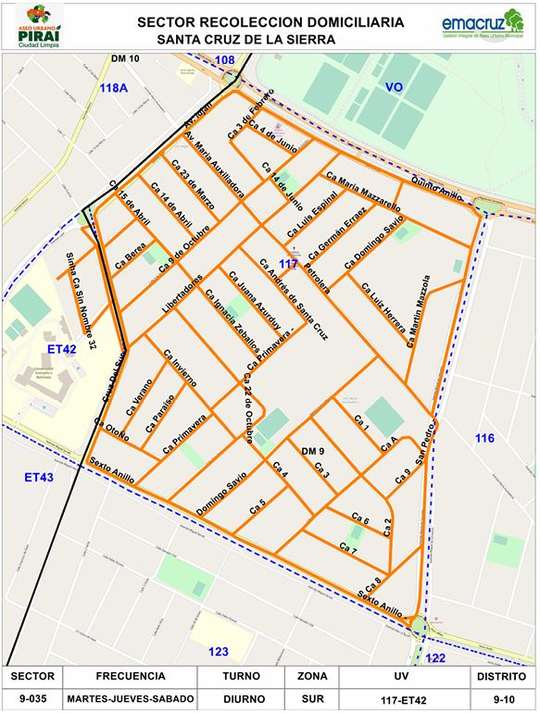 ASEO URBANO
PIRAI
Ciudad Limpia
SECTOR RECOLECCION DOMICILIARIA
SANTA CRUZ DE LA SIERRA
emacruz
DM 10
108
118A
VO
Av. Tujan
Ca 3 de Febrero
Ca 4 de Junio
Av. Maria Auxiliadora
Ca 23 de Marzo
Ca 14 de Junio
Ca Maria Mazzarello
Quinto Anillo
Ca 15 de Abril
Ca 14 de Abril
Ca Luis Espinal
Ca Germán Erraez
Ca Domingo Savio
Ca 9 de Octubre
Ca Berea
117
Petrolera
Sinha Ca Sin Nombre 32
Libertadores
Ca Andrés de Santa Cruz
Ca Juana Azurduy
Ca Ignacia Zeballos
Ca Primavera
Ca Luiz Herrera
Ca Martín Mazzola
ET42
Cruz Del Sur
Ca Invierno
Ca Verano
Ca Paraiso
Ca 22 de Octubre
Ca Otoño
Ca Primavera
Ca 1
Ca A
San Pedro
116
DM 9
ET43
Sexto Anillo
Domingo Savio
Ca 4
Ca 3
Ca 9
Ca 5
Ca 6
Ca 2
Ca 7
Ca 8
Sexto Anillo
123
122
SECTOR FRECUENCIA TURNO ZONA UV DISTRITO
9-035 MARTES-JUEVES-SABADO DIURNO SUR 117-ET42 9-10